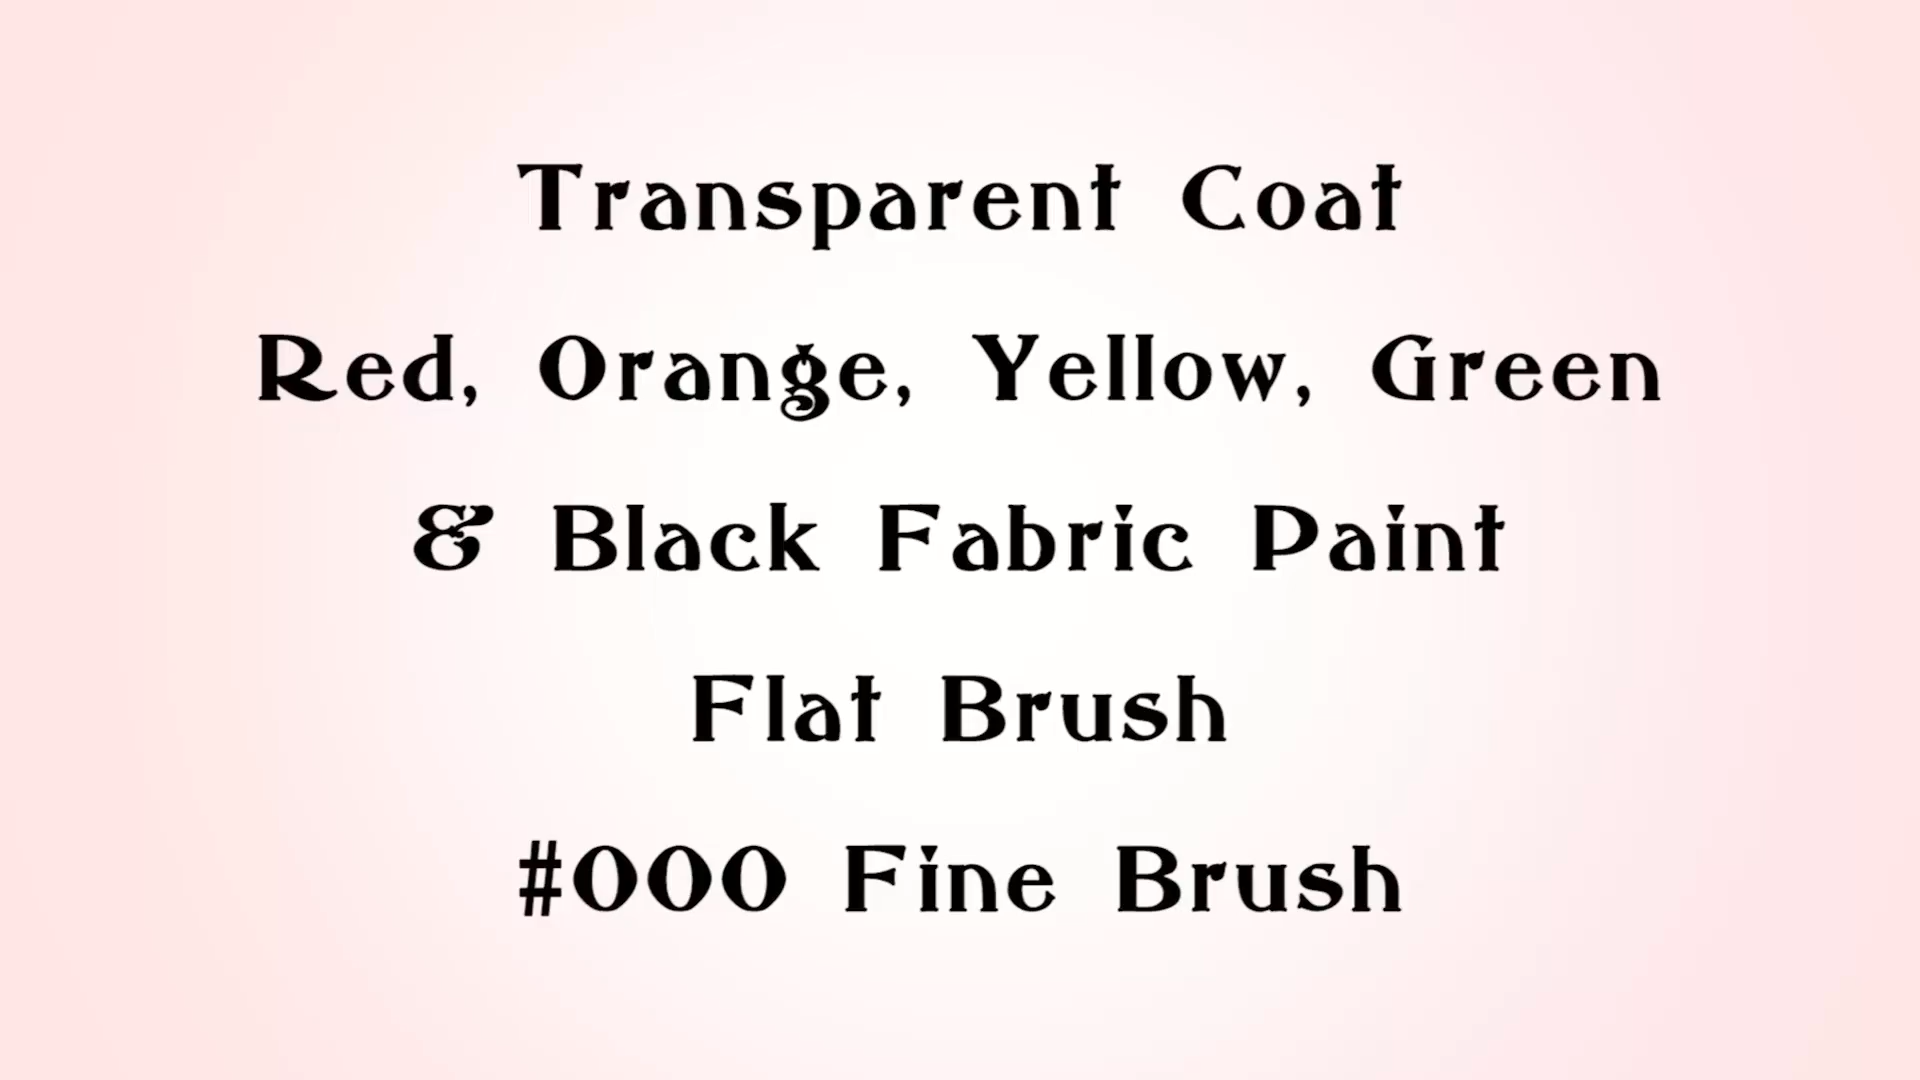 Transparent Coat
Red, Orange, Yellow, Green
& Black Fabric Paint
Flat Brush
#000 Fine Brush